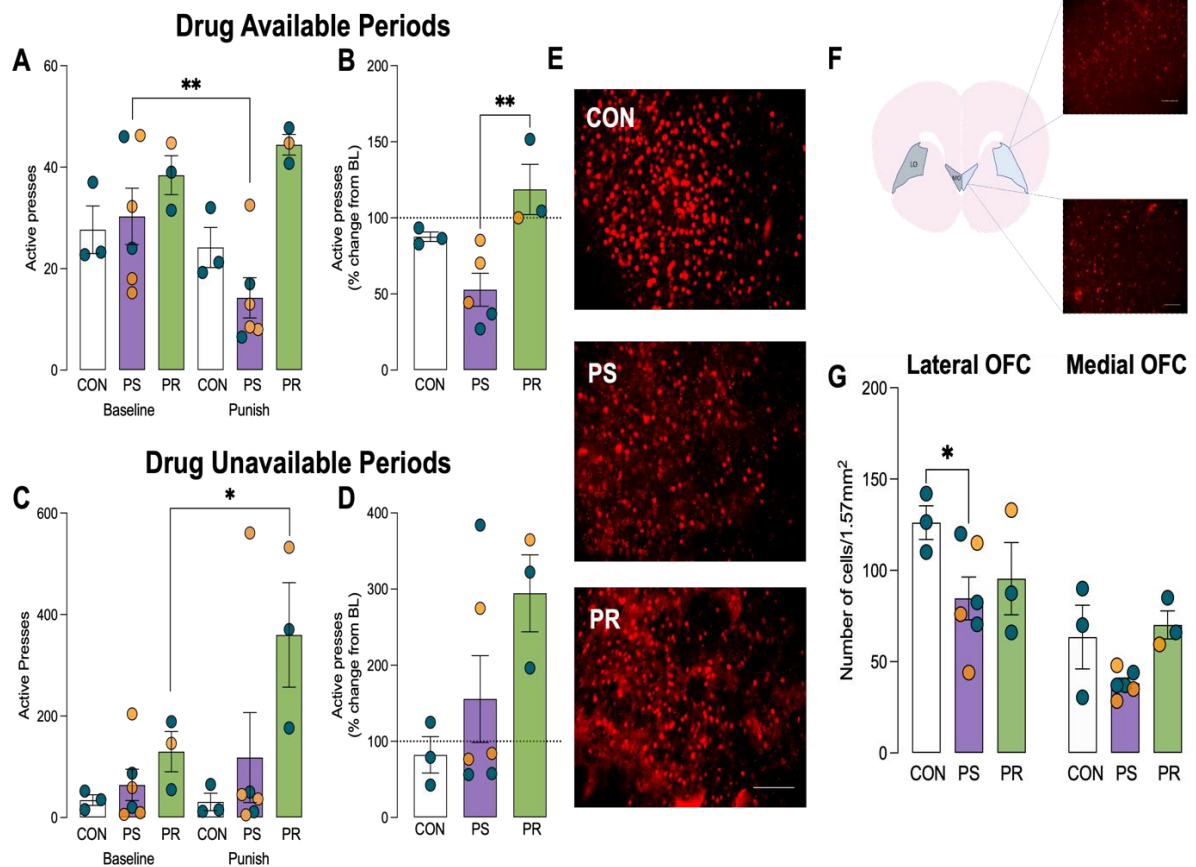 Drug Available Periods
A
60
40
20
0
Active presses
**
CON PS PR CON PS PR
Baseline Punish
B
200
150
100
50
0
Active presses
(% change from BL)
**
CON PS PR
Drug Unavailable Periods
C
600
400
200
0
Active Presses
*
CON PS PR CON PS PR
Baseline Punish
D
400
300
200
100
0
Active presses
(% change from BL)
CON PS PR
E
CON
PS
PR
F
LO
MO
G
Lateral OFC Medial OFC
200
150
100
50
0
Number of cells/1.57mm²
*
CON PS PR CON PS PR